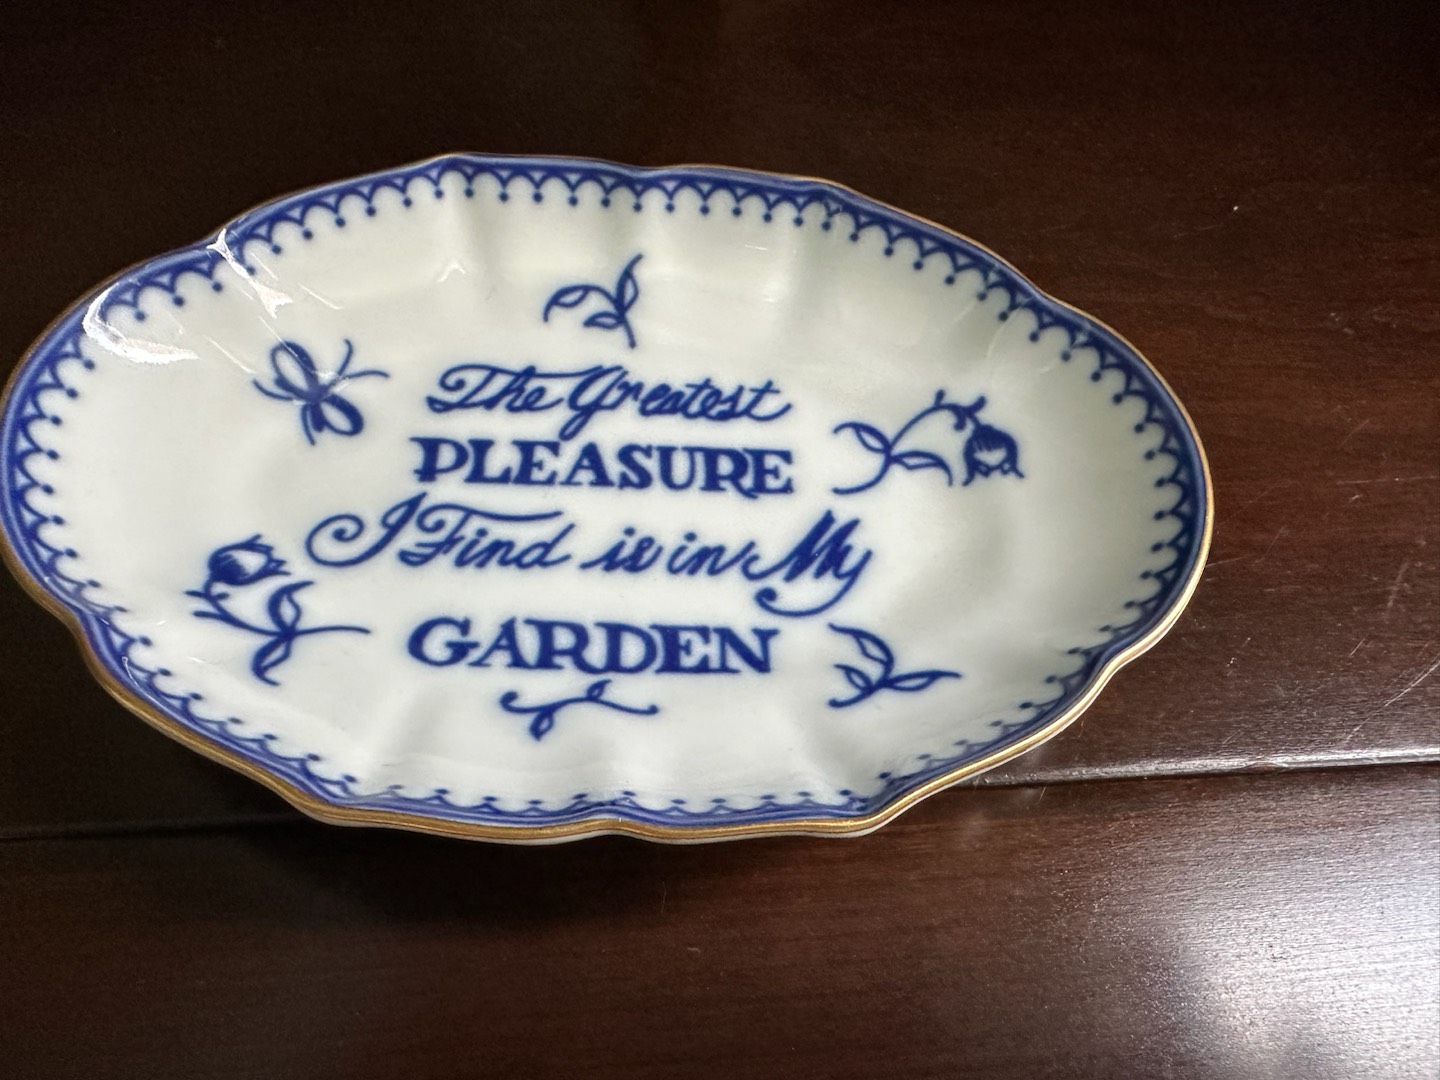 The Greatest
PLEASURE
I Find is in My
GARDEN